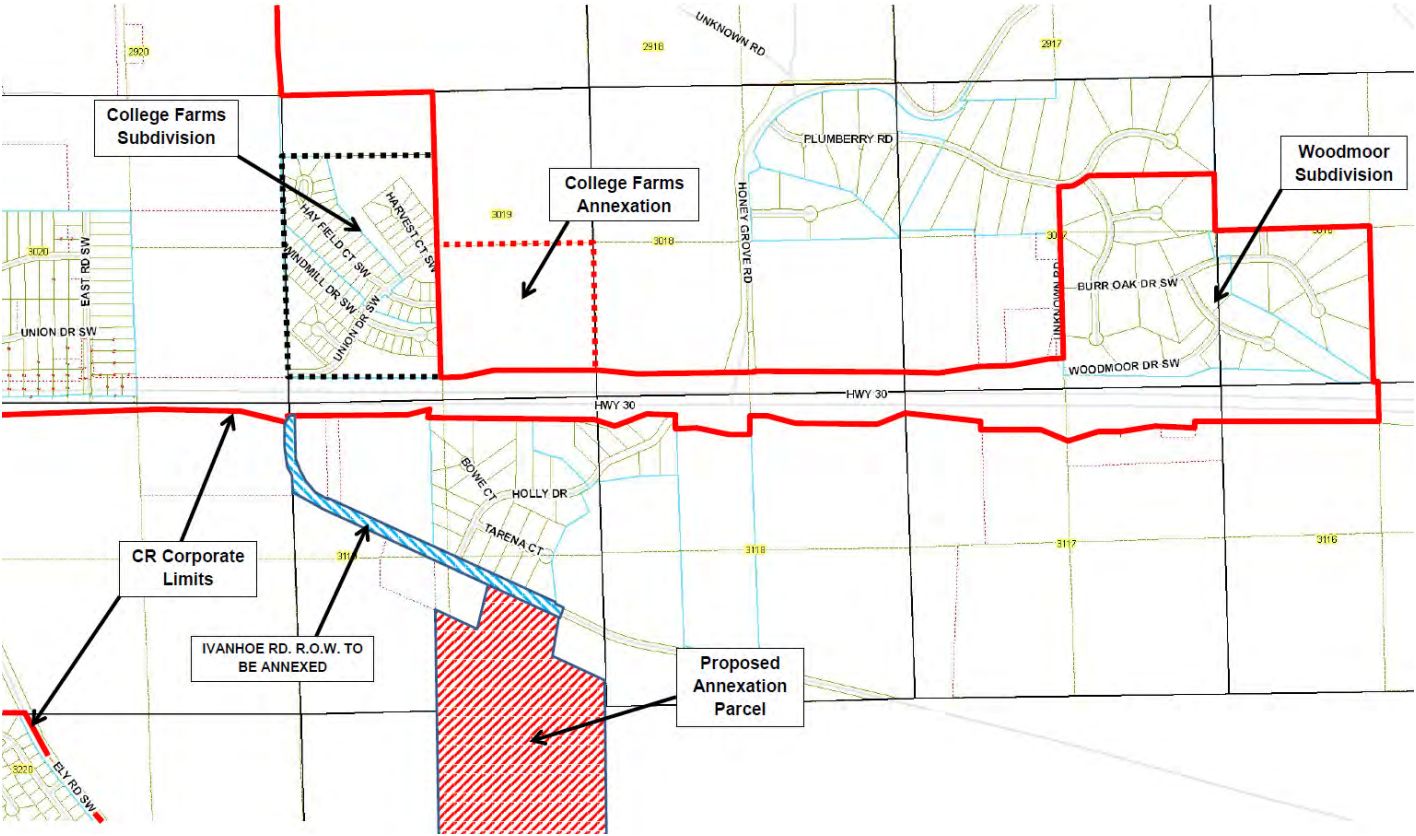 2920
2918
UNKNOWN RD
2917
College Farms
Subdivision
PLUMBERRY RD
Woodmoor
Subdivision
College Farms
Annexation
HARVEST CT SW
HAY FIELD CT SW
WINDMILL DR SW
UNION DR SW
3019
3018
HONEY GROVE RD
3020
EAST RD SW
UNION DR SW
UNKNOWN RD
BURR OAK DR SW
WOODMOOR DR SW
HWY 30
HWY 30
BOWE CT
HOLLY DR
TARENA CT
3118
3117
3116
CR Corporate
Limits
IVANHOE RD. R.O.W. TO
BE ANNEXED
Proposed
Annexation
Parcel
3220
ELY RD SW